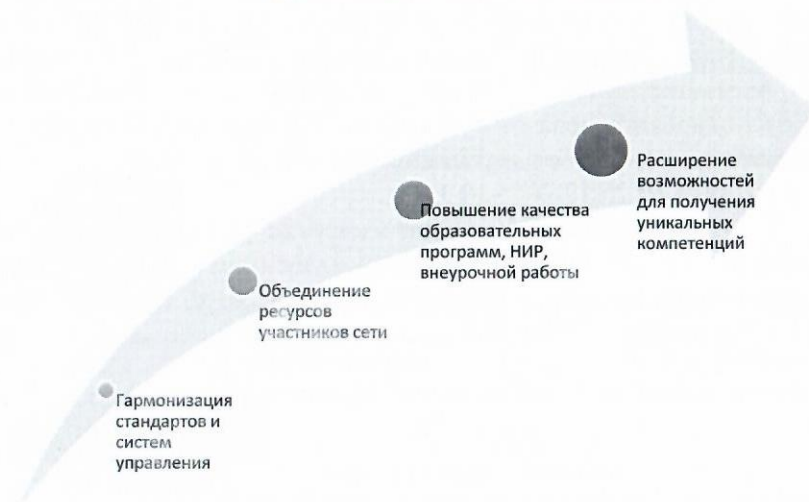 Гармонизация
стандартов и
систем
управления
Объединение
ресурсов
участников сети
Повышение качества
образовательных
программ, НИР,
внеурочной работы
Расширение
возможностей
для получения
уникальных
компетенций